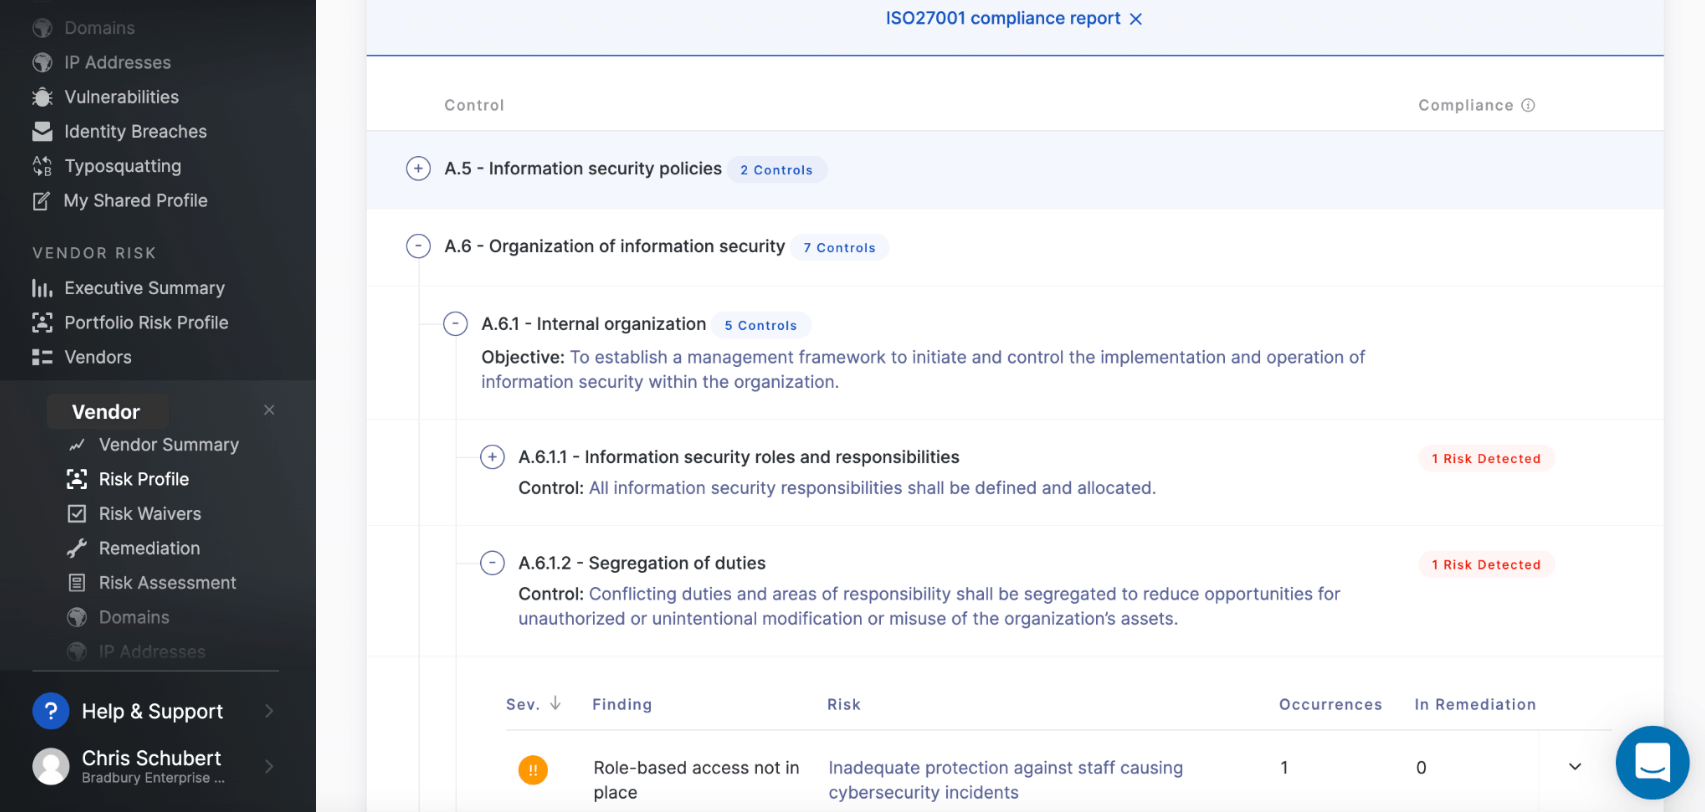 Domains
IP Addresses
Vulnerabilities
Identity Breaches
Typosquatting
My Shared Profile
VENDOR RISK
Executive Summary
Portfolio Risk Profile
Vendors
Vendor
Vendor Summary
Risk Profile
Risk Waivers
Remediation
Risk Assessment
Domains
IP Addresses
? Help & Support
Chris Schubert
Bradbury Enterprise ...
ISO27001 compliance report ×
Control Compliance
A.5 - Information security policies 2 Controls
A.6 - Organization of information security 7 Controls
A.6.1 - Internal organization 5 Controls
Objective: To establish a management framework to initiate and control the implementation and operation of
information security within the organization.
A.6.1.1 - Information security roles and responsibilities 1 Risk Detected
Control: All information security responsibilities shall be defined and allocated.
A.6.1.2 - Segregation of duties 1 Risk Detected
Control: Conflicting duties and areas of responsibility shall be segregated to reduce opportunities for
unauthorized or unintentional modification or misuse of the organization’s assets.
Sev. ↓ Finding Risk Occurrences In Remediation
!! Role-based access not in Inadequate protection against staff causing 1 0
place cybersecurity incidents